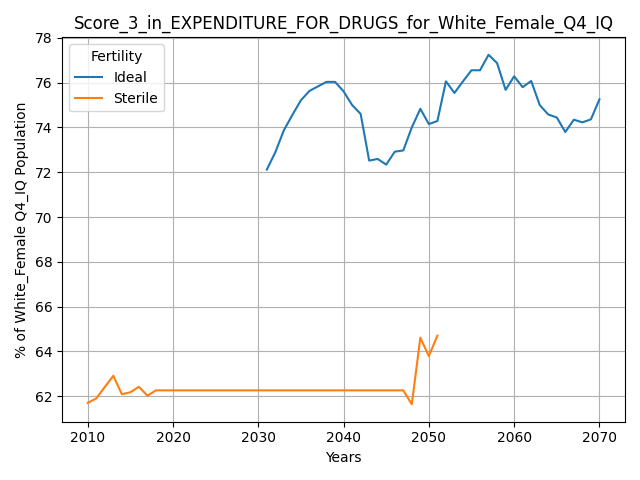 Score_3_in_EXPENDITURE_FOR_DRUGS_for_White_Female_Q4_IQ
Fertility
Ideal
Sterile
% of White_Female Q4_IQ Population
78
76
74
72
70
68
66
64
62
2010 2020 2030 2040 2050 2060 2070
Years